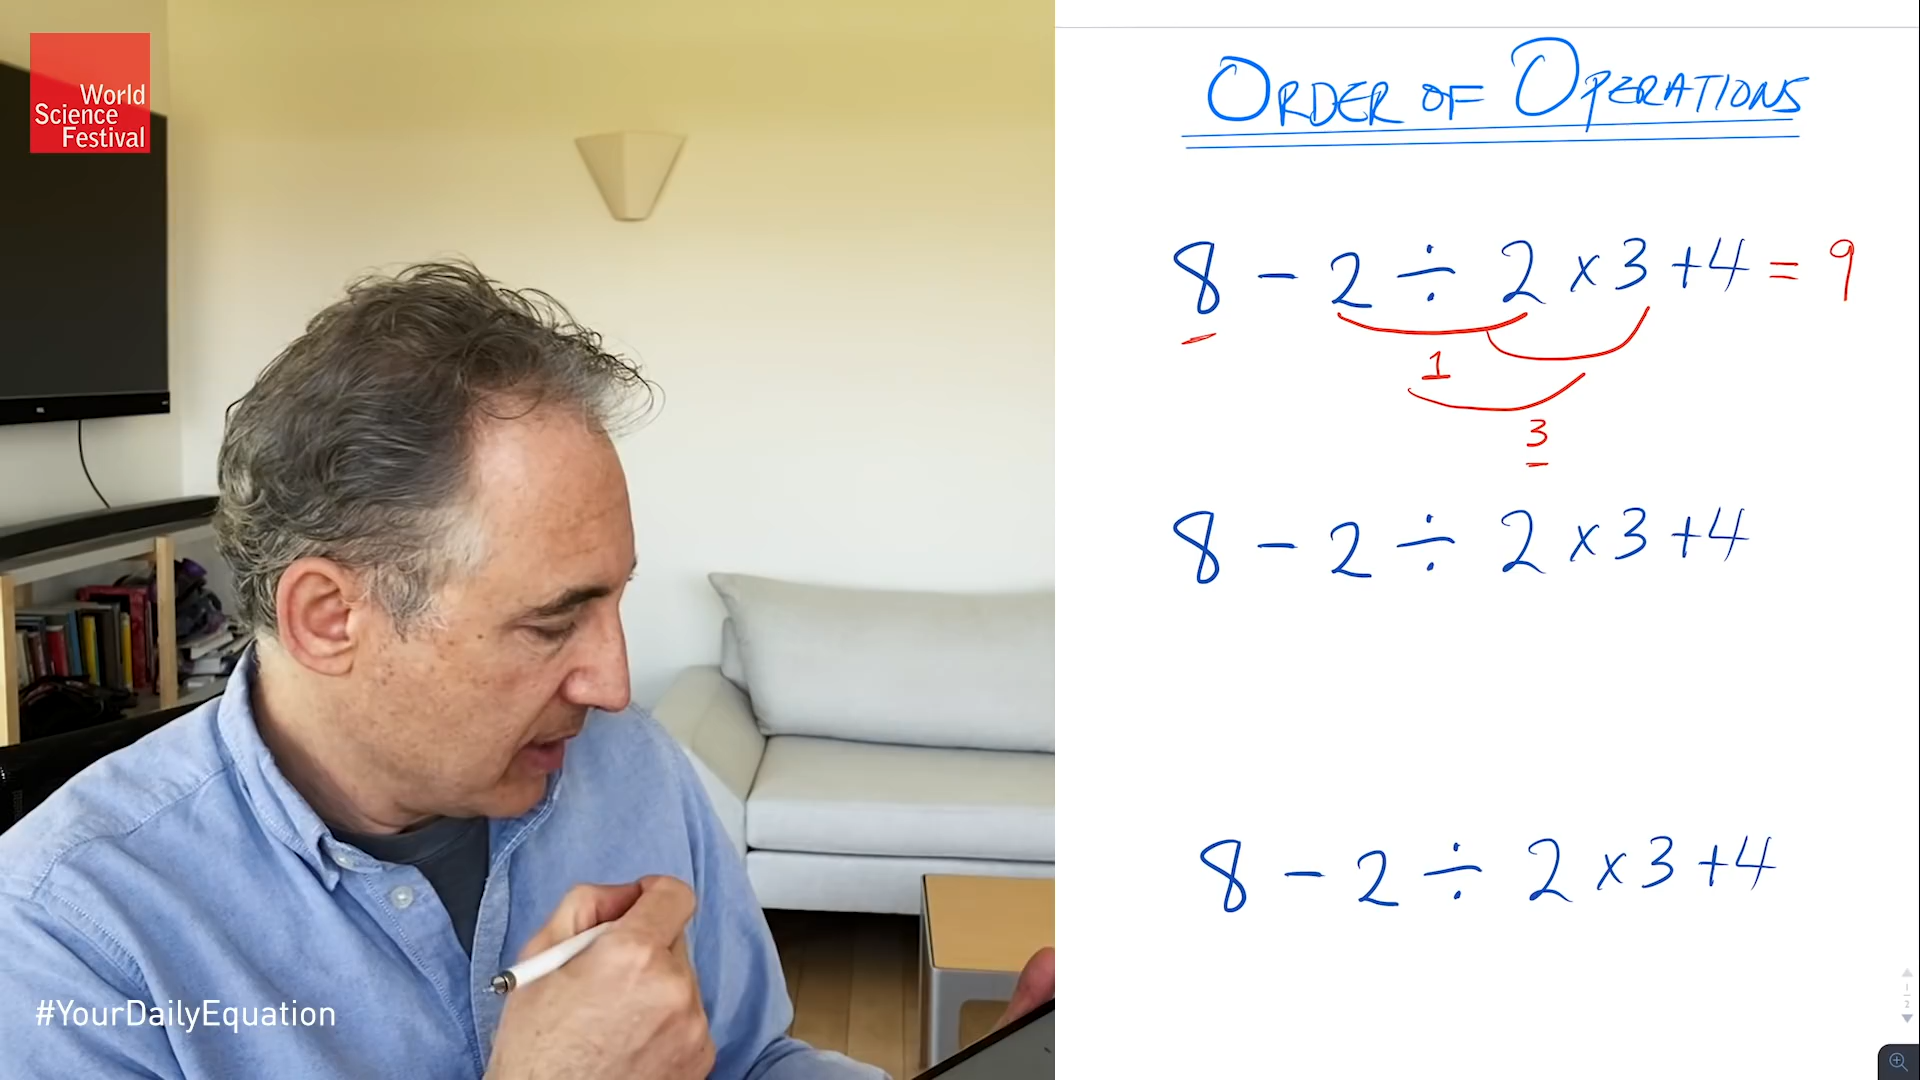 World
Science
Festival
#YourDailyEquation
ORDER OF OPERATIONS
8 - 2 ÷ 2 × 3 + 4 = 9
1
3
8 - 2 ÷ 2 × 3 + 4
8 - 2 ÷ 2 × 3 + 4